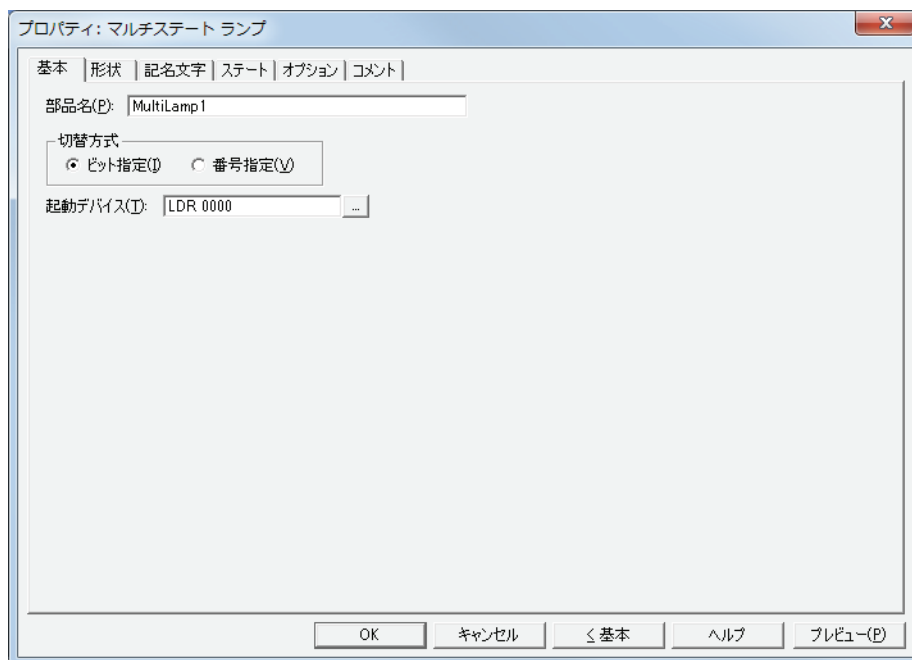 プロパティ: マルチステート ランプ
基本 形状 記名文字 ステート オプション コメント
部品名(P): MultiLamp1
切替方式
ビット指定(I) 番号指定(V)
起動デバイス(T): LDR 0000 ...
OK キャンセル < 基本 ヘルプ プレビュー(P)